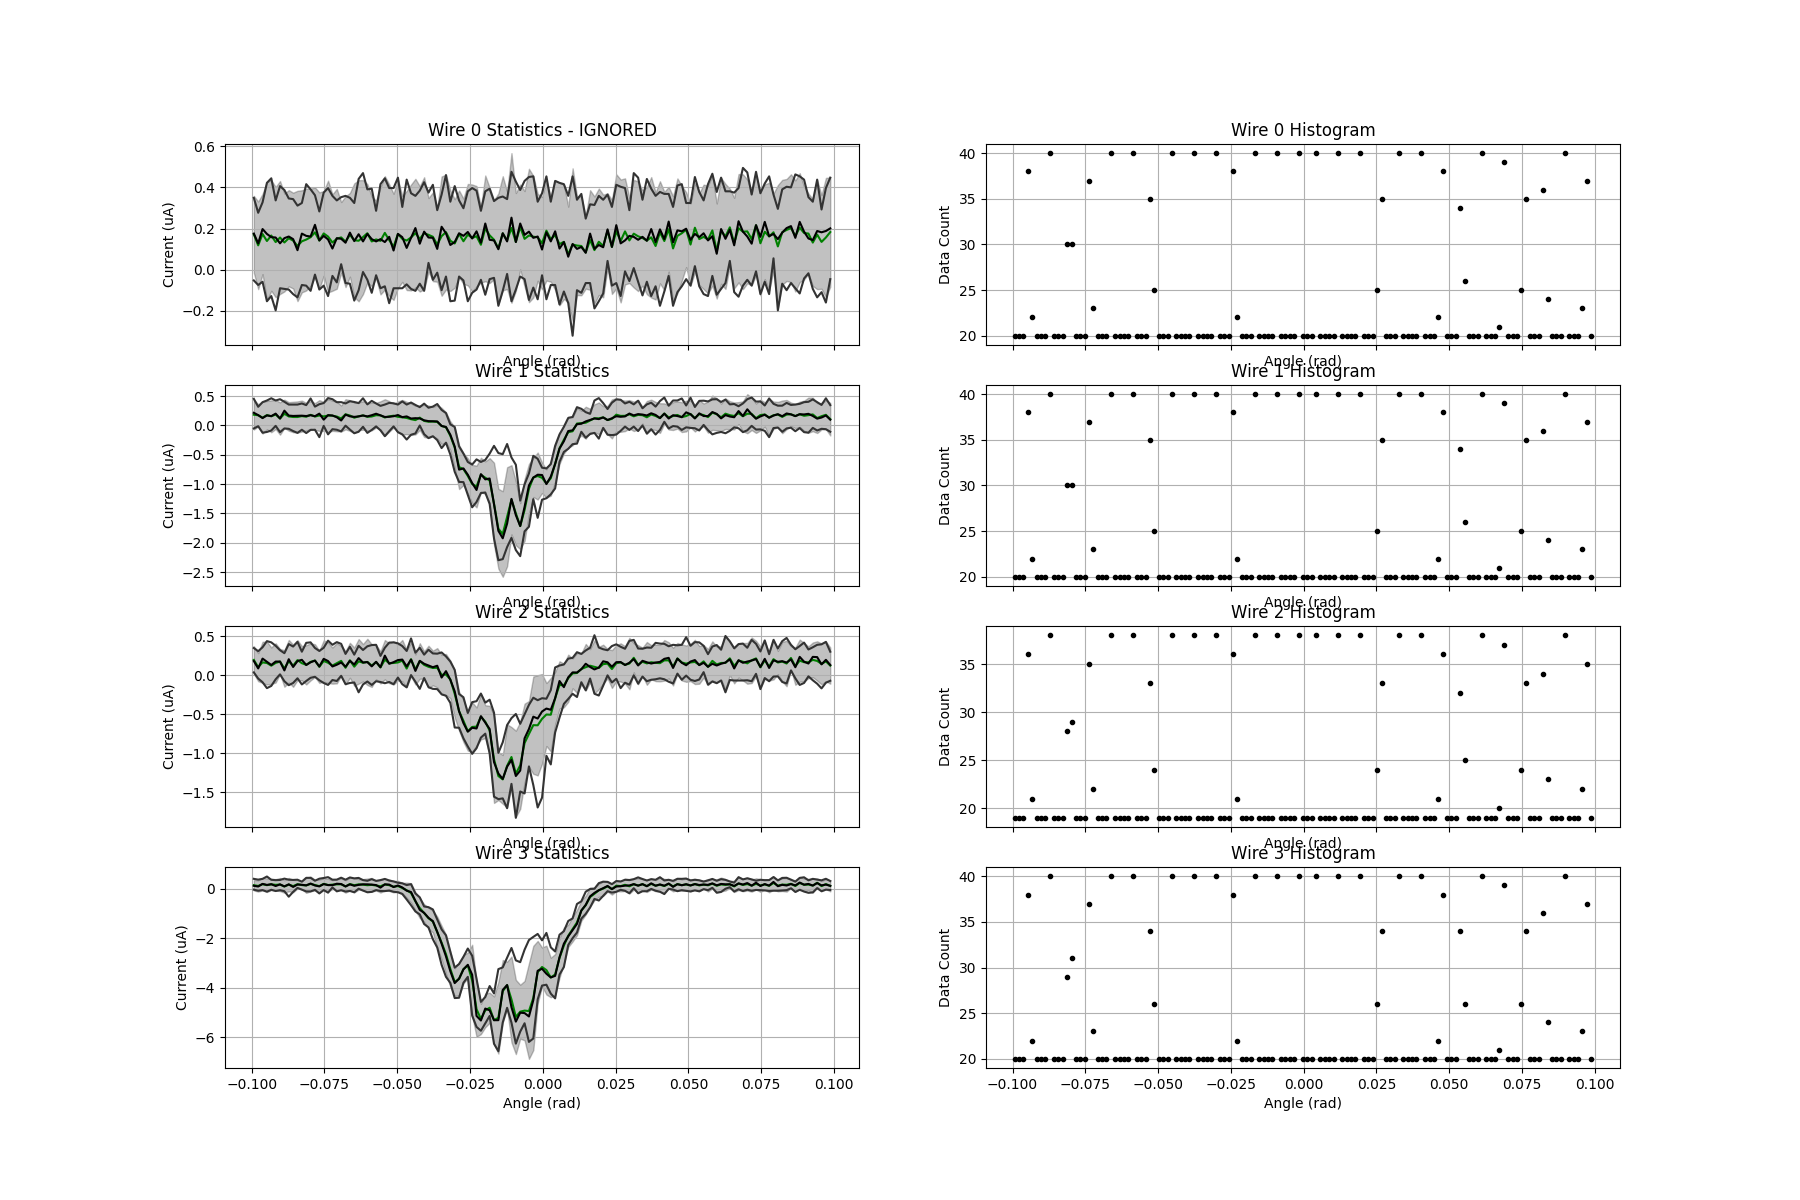 Wire 0 Statistics - IGNORED
0.6
0.4
0.2
0.0
−0.2
Current (uA)
Angle (rad)
Wire 0 Histogram
40
35
30
25
20
Data Count
Angle (rad)
Wire 1 Statistics
0.5
0.0
−0.5
−1.0
−1.5
−2.0
−2.5
Current (uA)
Angle (rad)
Wire 1 Histogram
40
35
30
25
20
Data Count
Angle (rad)
Wire 2 Statistics
0.5
0.0
−0.5
−1.0
−1.5
Current (uA)
Angle (rad)
Wire 2 Histogram
35
30
25
20
Data Count
Angle (rad)
Wire 3 Statistics
0
−2
−4
−6
Current (uA)
−0.100 −0.075 −0.050 −0.025 0.000 0.025 0.050 0.075 0.100
Angle (rad)
Wire 3 Histogram
40
35
30
25
20
Data Count
−0.100 −0.075 −0.050 −0.025 0.000 0.025 0.050 0.075 0.100
Angle (rad)